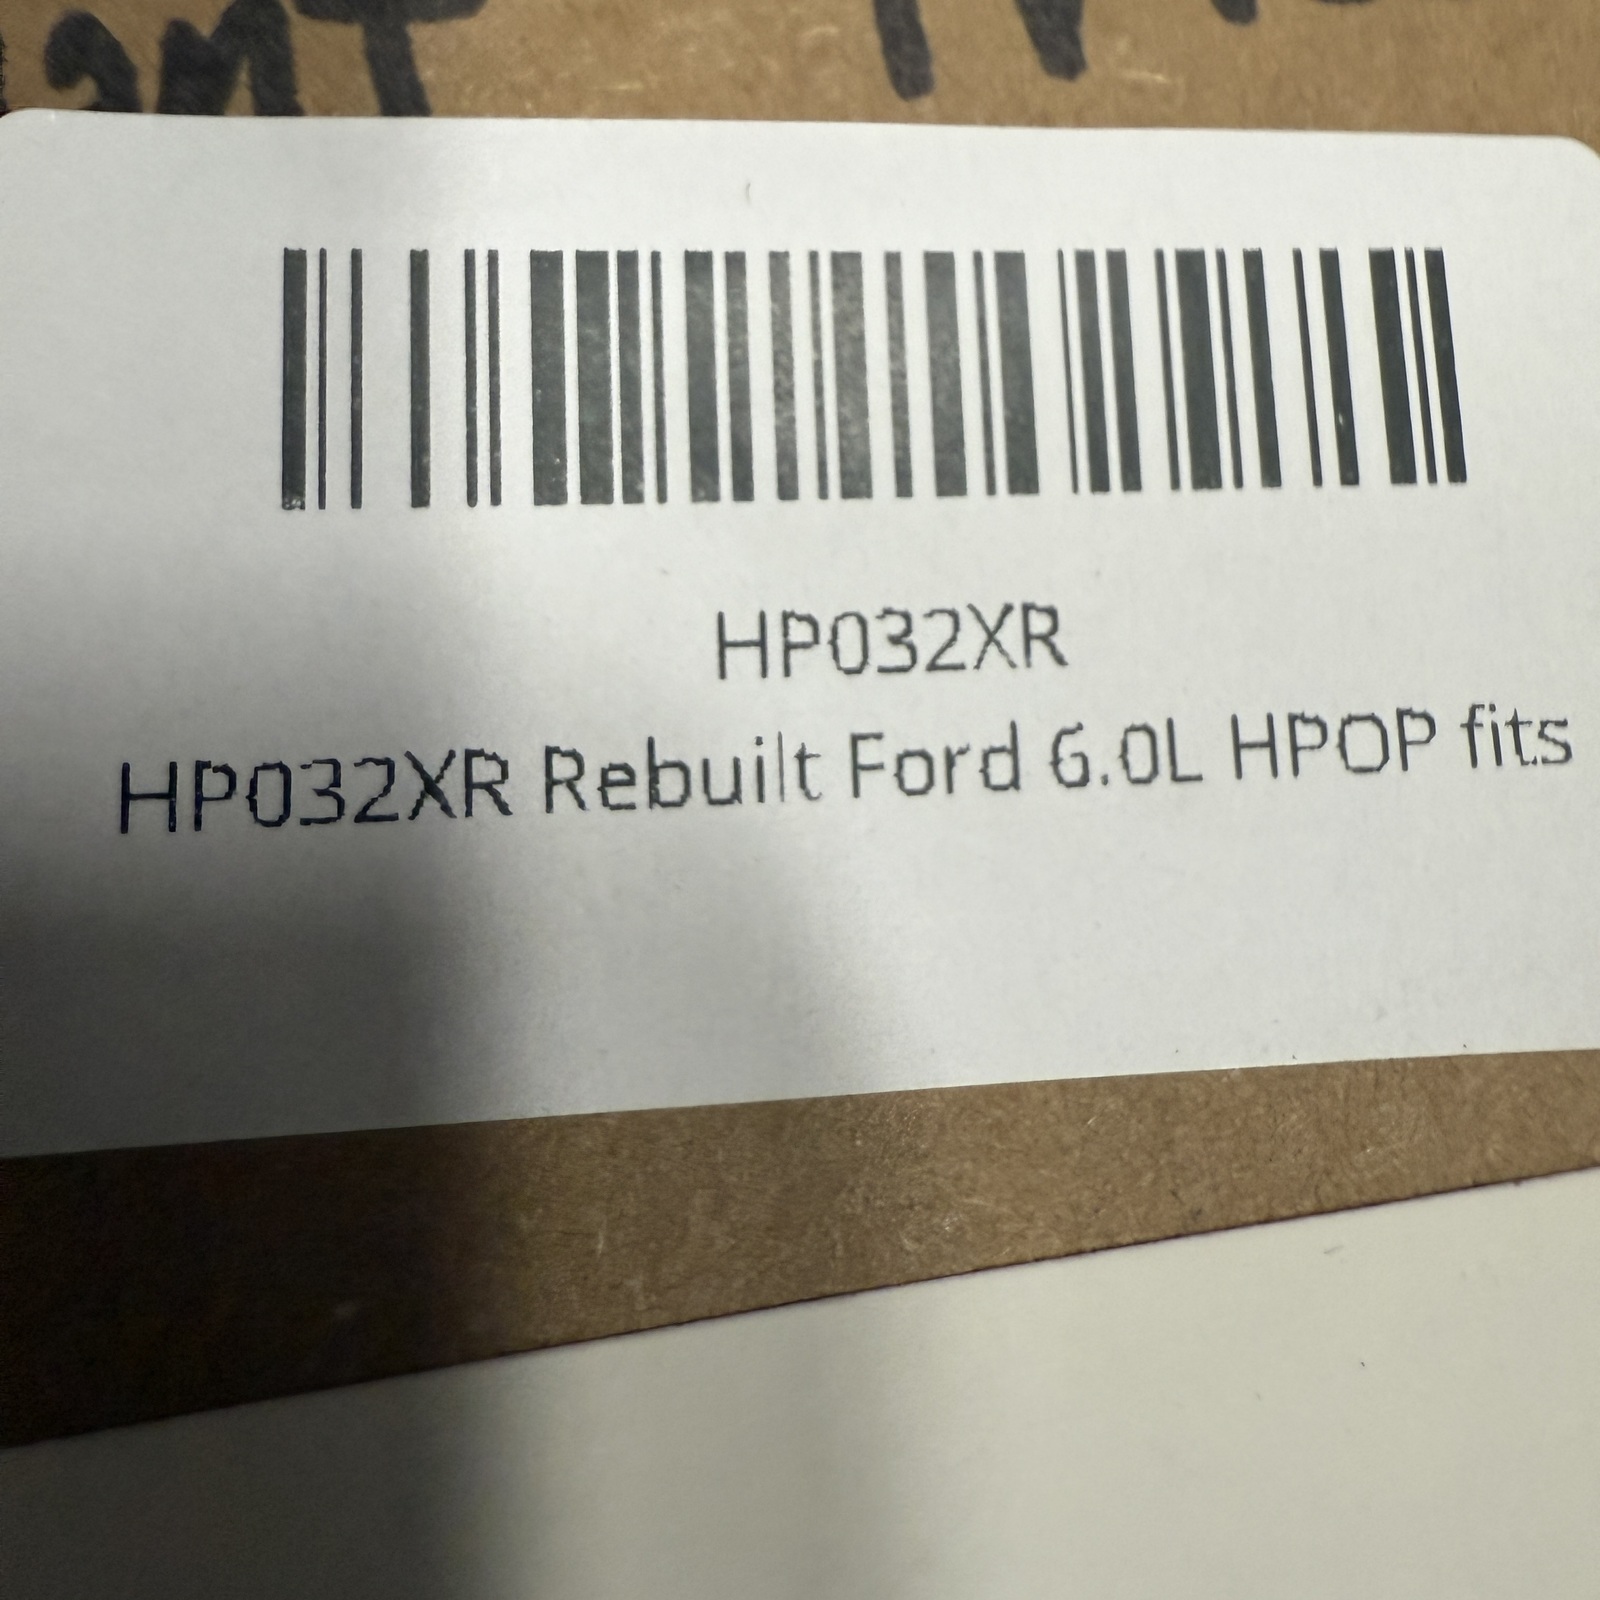 HP032XR
HP032XR Rebuilt Ford 6.0L HPOP fits